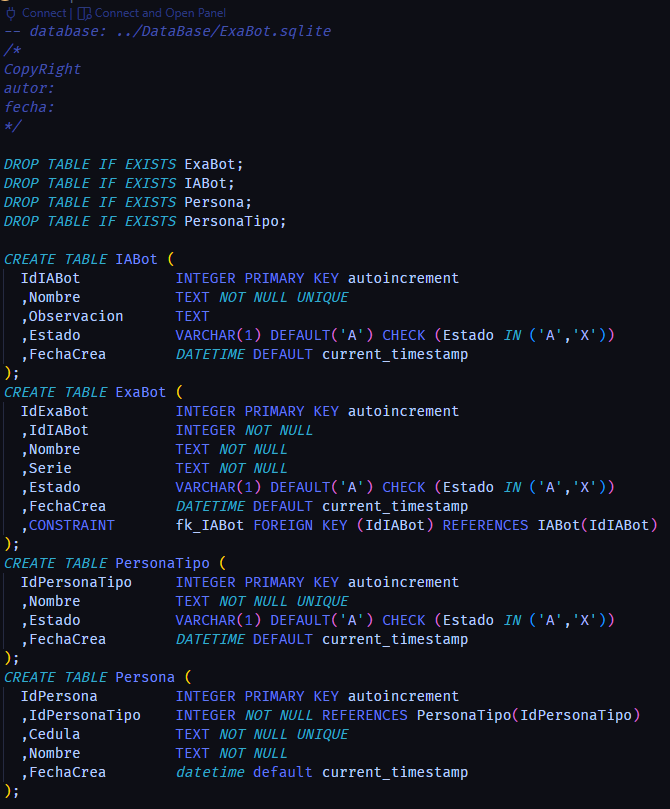 Connect | Connect and Open Panel
-- database: ../DataBase/ExaBot.sqlite
/*
CopyRight
autor:
fecha:
*/
DROP TABLE IF EXISTS ExaBot;
DROP TABLE IF EXISTS IABot;
DROP TABLE IF EXISTS Persona;
DROP TABLE IF EXISTS PersonaTipo;
CREATE TABLE IABot (
  IdIABot           INTEGER PRIMARY KEY autoincrement
  ,Nombre           TEXT NOT NULL UNIQUE
  ,Observacion      TEXT
  ,Estado           VARCHAR(1) DEFAULT('A') CHECK (Estado IN ('A','X'))
  ,FechaCrea        DATETIME DEFAULT current_timestamp
);
CREATE TABLE ExaBot (
  IdExaBot          INTEGER PRIMARY KEY autoincrement
  ,IdIABot          INTEGER NOT NULL
  ,Nombre           TEXT NOT NULL
  ,Serie            TEXT NOT NULL
  ,Estado           VARCHAR(1) DEFAULT('A') CHECK (Estado IN ('A','X'))
  ,FechaCrea        DATETIME DEFAULT current_timestamp
  ,CONSTRAINT       fk_IABot FOREIGN KEY (IdIABot) REFERENCES IABot(IdIABot)
);
CREATE TABLE PersonaTipo (
  IdPersonaTipo     INTEGER PRIMARY KEY autoincrement
  ,Nombre           TEXT NOT NULL UNIQUE
  ,Estado           VARCHAR(1) DEFAULT('A') CHECK (Estado IN ('A','X'))
  ,FechaCrea        DATETIME DEFAULT current_timestamp
);
CREATE TABLE Persona (
  IdPersona         INTEGER PRIMARY KEY autoincrement
  ,IdPersonaTipo    INTEGER NOT NULL REFERENCES PersonaTipo(IdPersonaTipo)
  ,Cedula           TEXT NOT NULL UNIQUE
  ,Nombre           TEXT NOT NULL
  ,FechaCrea        datetime default current_timestamp
);